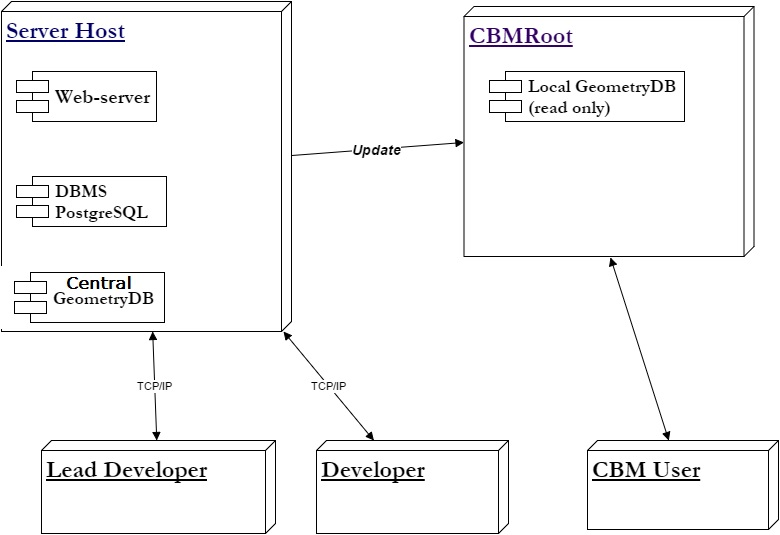 Server Host
Web-server
DBMS
PostgreSQL
Central
GeometryDB
Update
CBMRoot
Local GeometryDB
(read only)
TCP/IP
TCP/IP
Lead Developer
Developer
CBM User